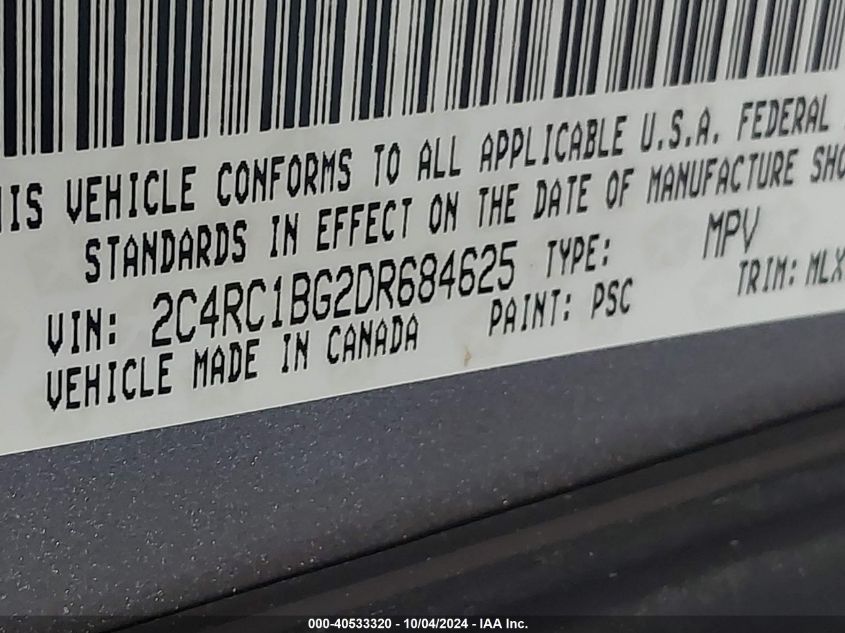 THIS VEHICLE CONFORMS TO ALL APPLICABLE U.S.A. FEDERAL
STANDARDS IN EFFECT ON THE DATE OF MANUFACTURE SHO
VIN: 2C4RC1BG2DR684625 TYPE: MPV
VEHICLE MADE IN CANADA PAINT: PSC TRIM: MLX
000-40533320 - 10/04/2024 - IAA Inc.